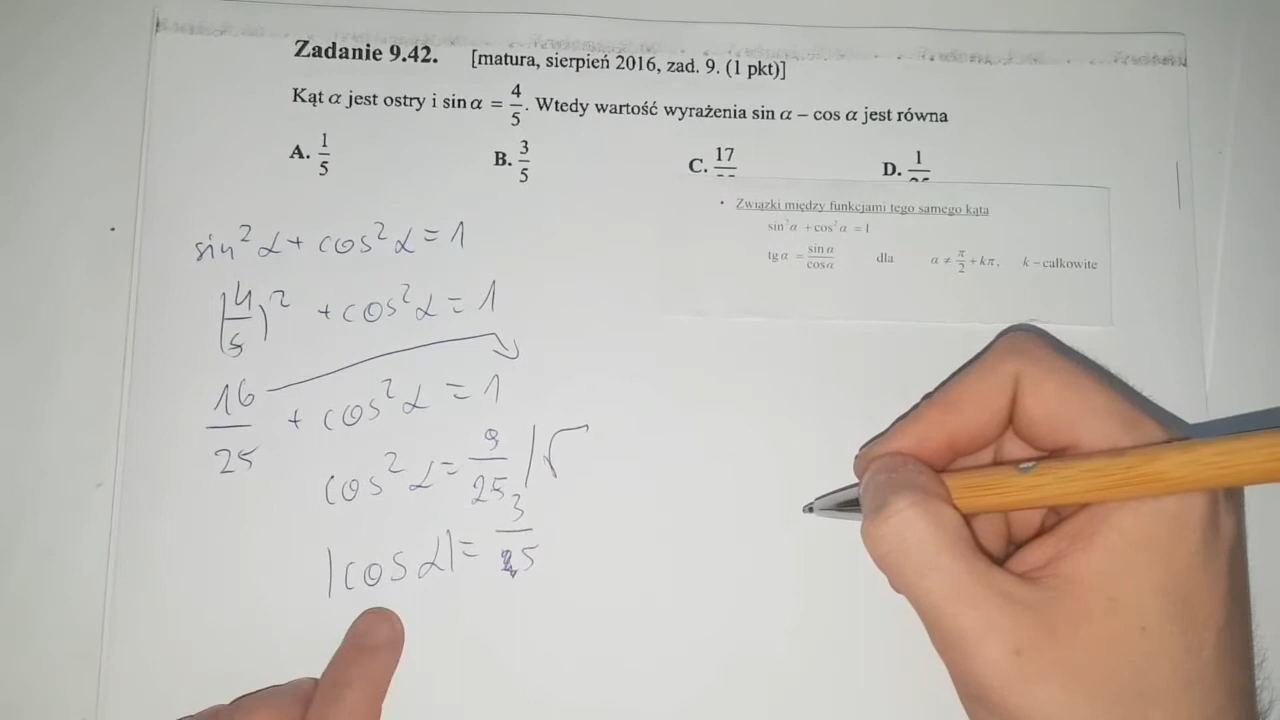 Zadanie 9.42. [matura, sierpień 2016, zad. 9. (1 pkt)]
Kąt α jest ostry i sin α = 4/5. Wtedy wartość wyrażenia sin α – cos α jest równa
A. 1/5 B. 3/5 C. 17 D. 1
• Związki między funkcjami tego samego kąta
sin²α + cos²α = 1
tg α = sin α/cos α dla α ≠ π/2 + kπ, k – całkowite
sin²α + cos²α = 1
(4/5)² + cos²α = 1
16/25 + cos²α = 1
cos²α = 9/25 /√
|cos α| = 3/5